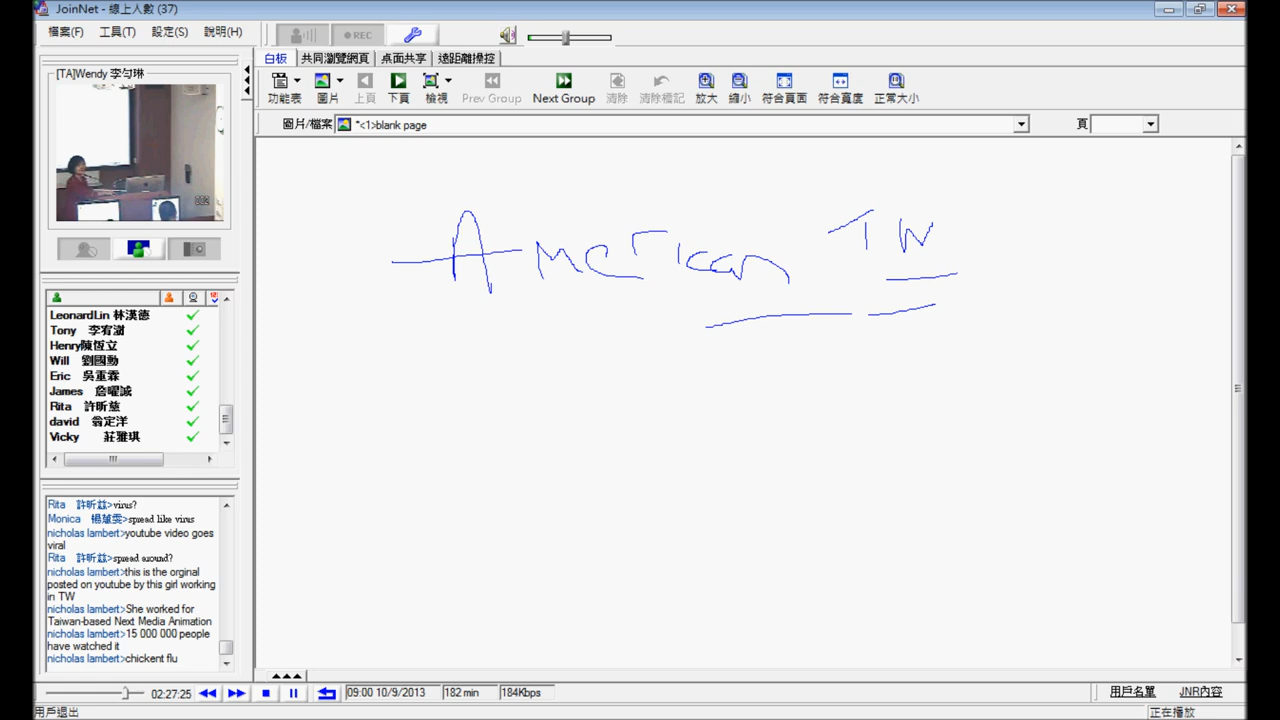 JoinNet - 線上人數 (37)
檔案(F) 工具(T) 設定(S) 說明(H)
REC
[TA]Wendy 李勻琳
白板 共同瀏覽網頁 桌面共享 遠距離操控
功能表 圖片 上頁 下頁 檢視 Prev Group Next Group 清除 清除標記 放大 縮小 符合頁面 符合寬度 正常大小
圖片/檔案 *<1>blank page 頁
American TW
LeonardLin 林漢德
Tony 李宥澍
Henry陳恆立
Will 劉國勳
Eric 吳重霖
James 詹曜誠
Rita 許昕慈
david 翁定洋
Vicky 莊雅琪
Rita 許昕慈>virus?
Monica 楊蕙雯>spread like virus
nicholas lambert>youtube video goes
viral
Rita 許昕慈>spread around?
nicholas lambert>this is the orginal
posted on youtube by this girl working
in TW
nicholas lambert>She worked for
Taiwan-based Next Media Animation
nicholas lambert>15 000 000 people
have watched it
nicholas lambert>chickent flu
02:27:25 09:00 10/9/2013 182 min 184Kbps 用戶名單 JNR內容
用戶退出 正在播放